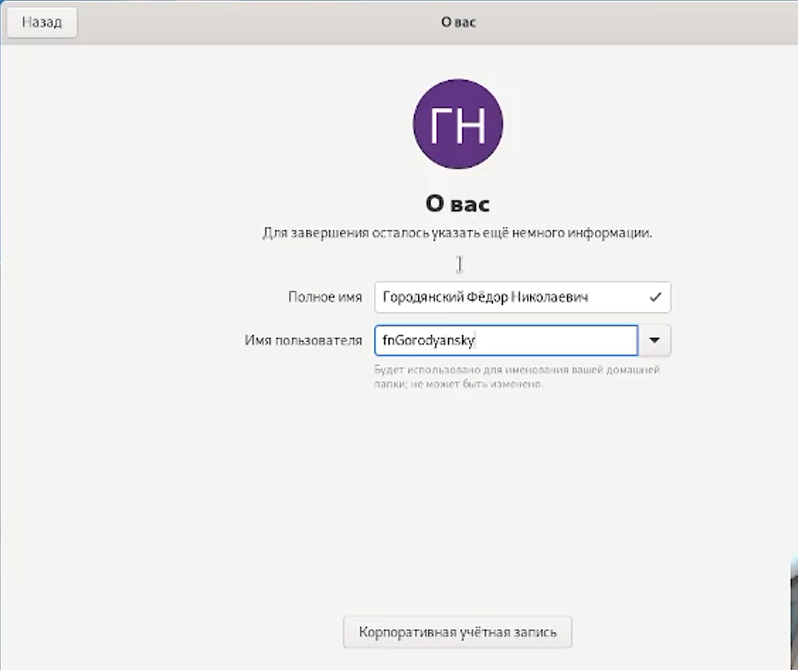 Назад
О вас
ГН
О вас
Для завершения осталось указать ещё немного информации.
Полное имя Городянский Фёдор Николаевич
Имя пользователя fnGorodyansky
Будет использовано для именования вашей домашней
папки; не может быть изменено.
Корпоративная учётная запись